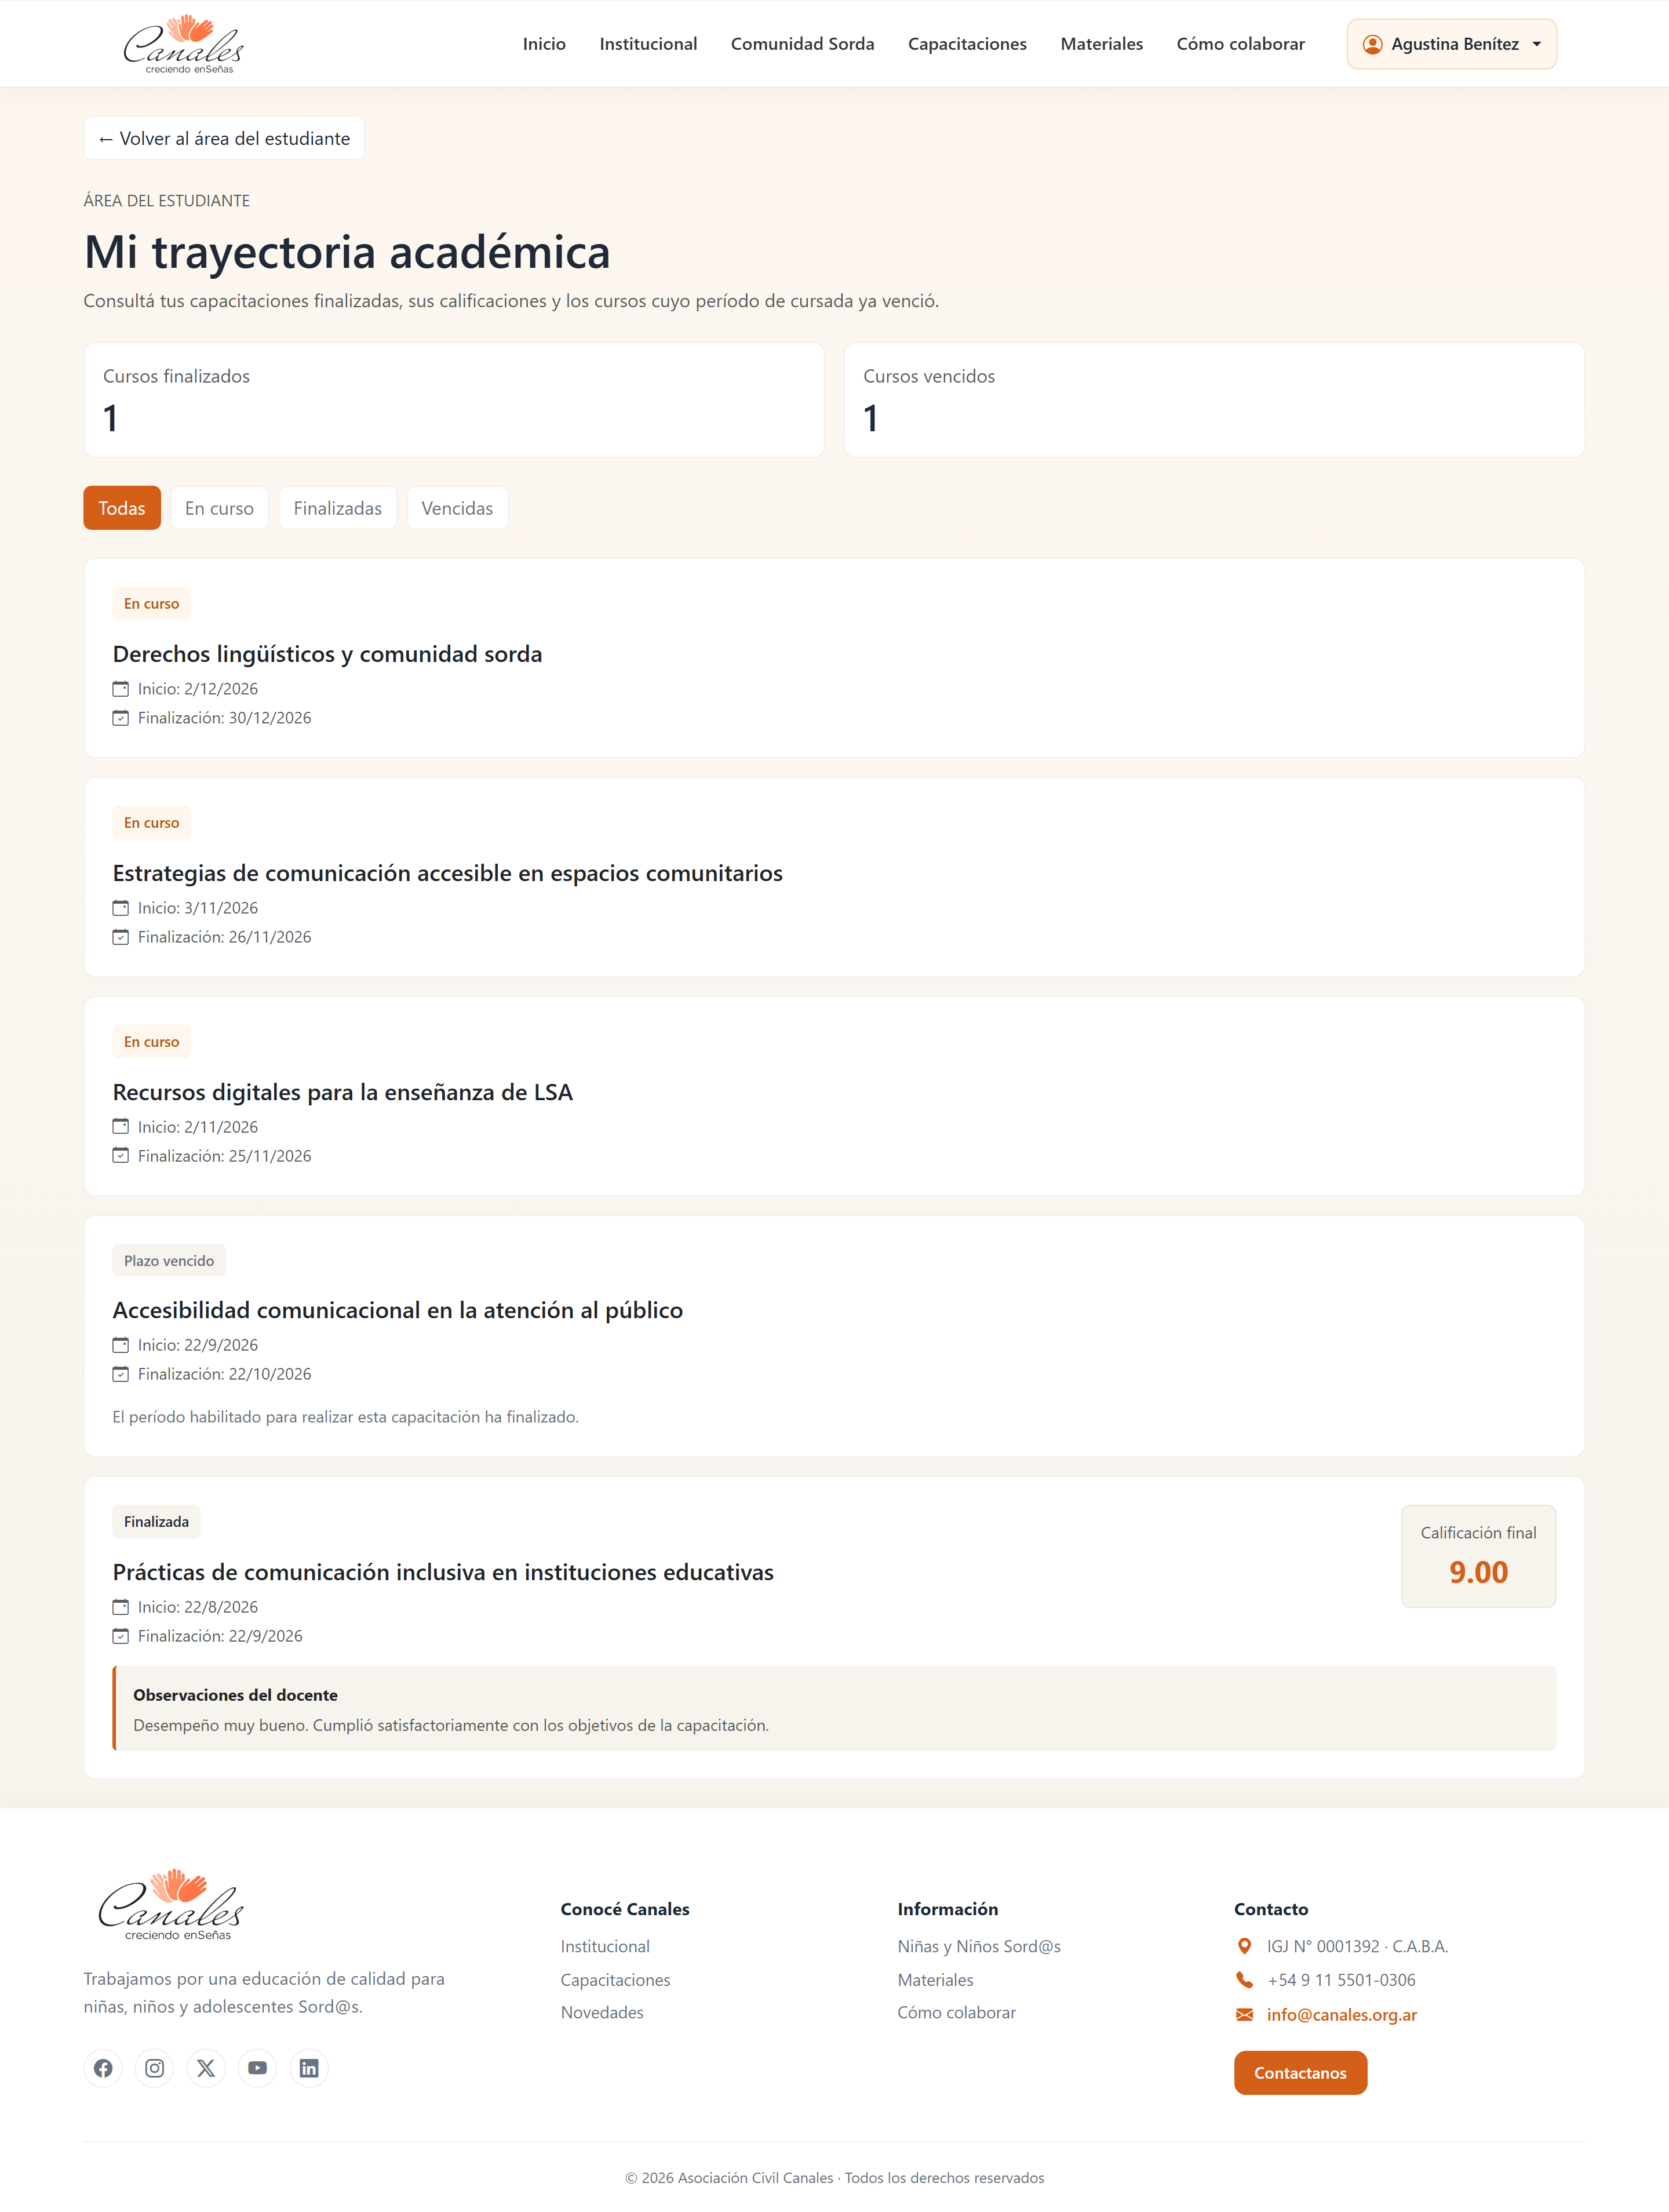 Canales
creciendo enSeñas
Inicio
Institucional
Comunidad Sorda
Capacitaciones
Materiales
Cómo colaborar
Agustina Benítez
← Volver al área del estudiante
ÁREA DEL ESTUDIANTE
Mi trayectoria académica
Consultá tus capacitaciones finalizadas, sus calificaciones y los cursos cuyo período de cursada ya venció.
Cursos finalizados
1
Cursos vencidos
1
Todas
En curso
Finalizadas
Vencidas
En curso
Derechos lingüísticos y comunidad sorda
Inicio: 2/12/2026
Finalización: 30/12/2026
En curso
Estrategias de comunicación accesible en espacios comunitarios
Inicio: 3/11/2026
Finalización: 26/11/2026
En curso
Recursos digitales para la enseñanza de LSA
Inicio: 2/11/2026
Finalización: 25/11/2026
Plazo vencido
Accesibilidad comunicacional en la atención al público
Inicio: 22/9/2026
Finalización: 22/10/2026
El período habilitado para realizar esta capacitación ha finalizado.
Finalizada
Prácticas de comunicación inclusiva en instituciones educativas
Inicio: 22/8/2026
Finalización: 22/9/2026
Calificación final
9.00
Observaciones del docente
Desempeño muy bueno. Cumplió satisfactoriamente con los objetivos de la capacitación.
Canales
creciendo enSeñas
Trabajamos por una educación de calidad para
niñas, niños y adolescentes Sord@s.
Conocé Canales
Institucional
Capacitaciones
Novedades
Información
Niñas y Niños Sord@s
Materiales
Cómo colaborar
Contacto
IGJ N° 0001392 · C.A.B.A.
+54 9 11 5501-0306
info@canales.org.ar
Contactanos
© 2026 Asociación Civil Canales · Todos los derechos reservados